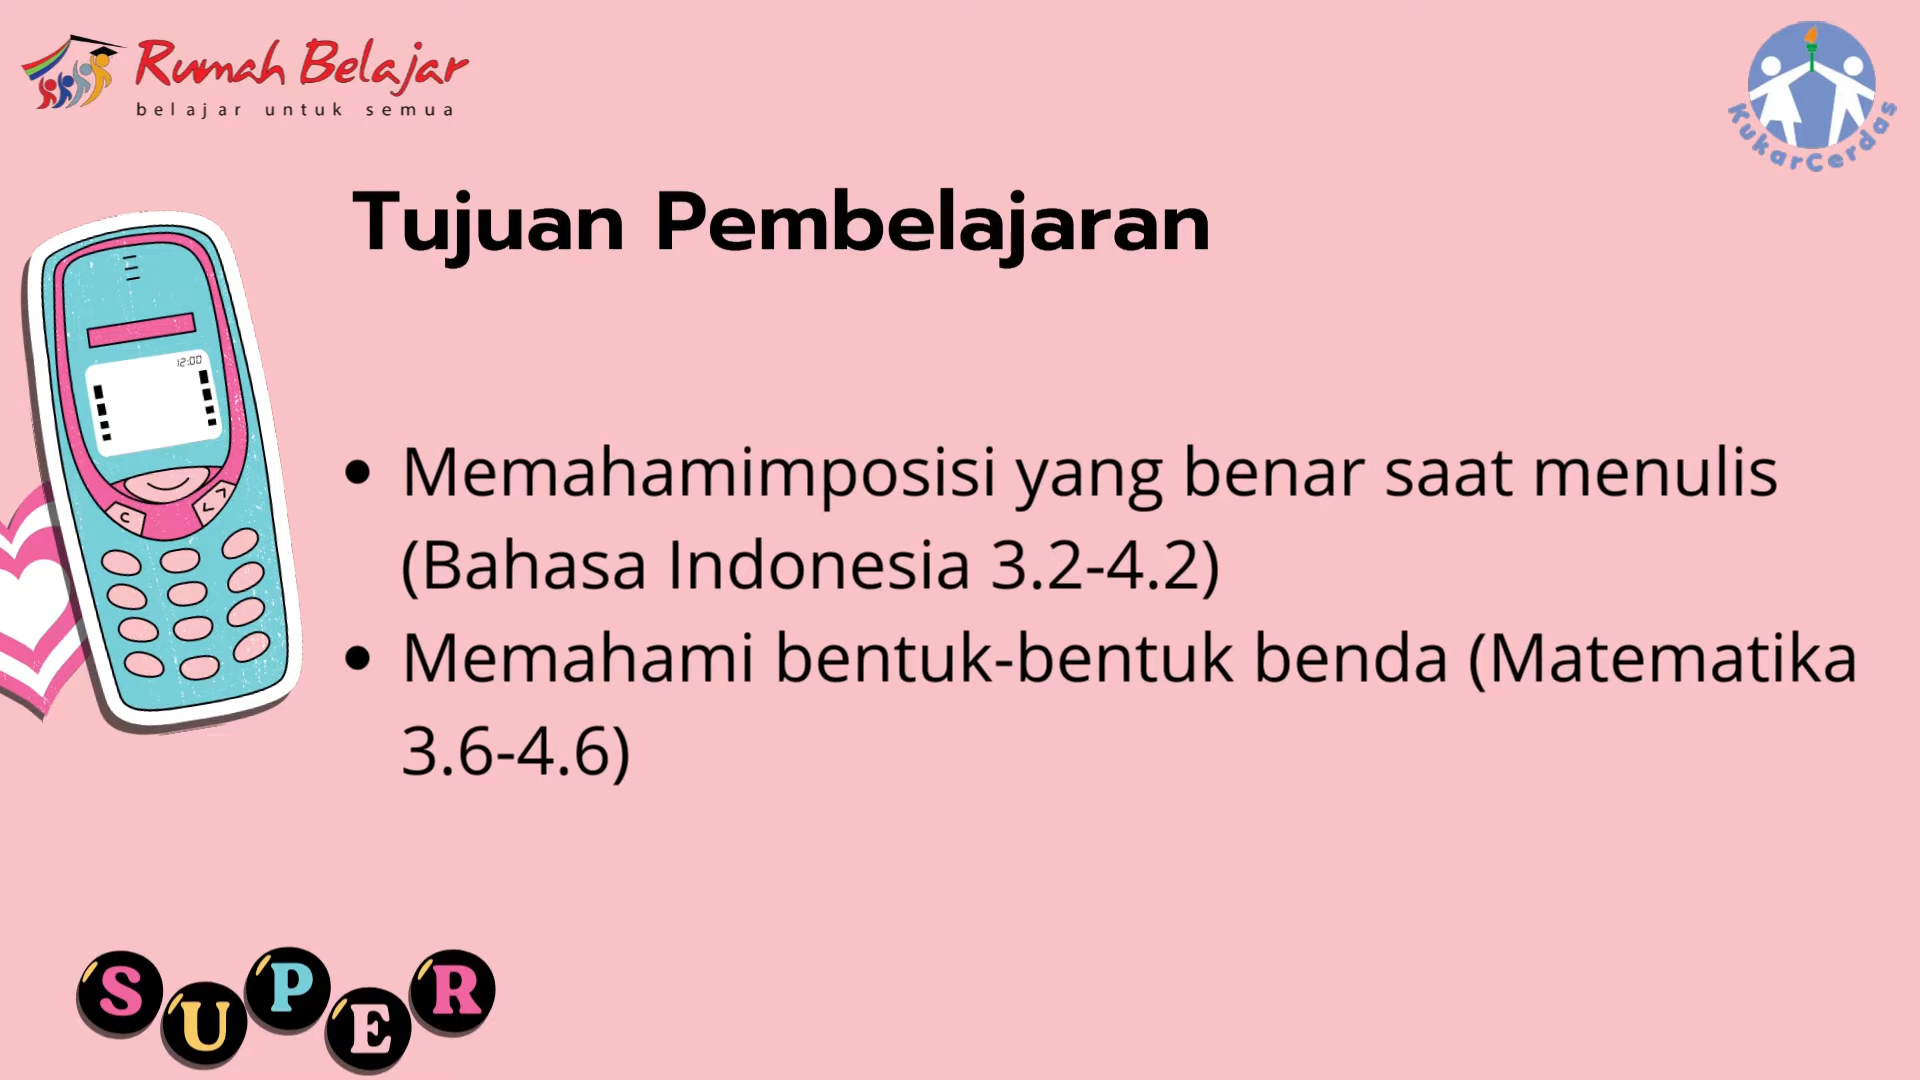 Rumah Belajar
belajar untuk semua
KukarCerdas
Tujuan Pembelajaran
12:00
C
• Memahamimposisi yang benar saat menulis
(Bahasa Indonesia 3.2-4.2)
• Memahami bentuk-bentuk benda (Matematika
3.6-4.6)
SUPER